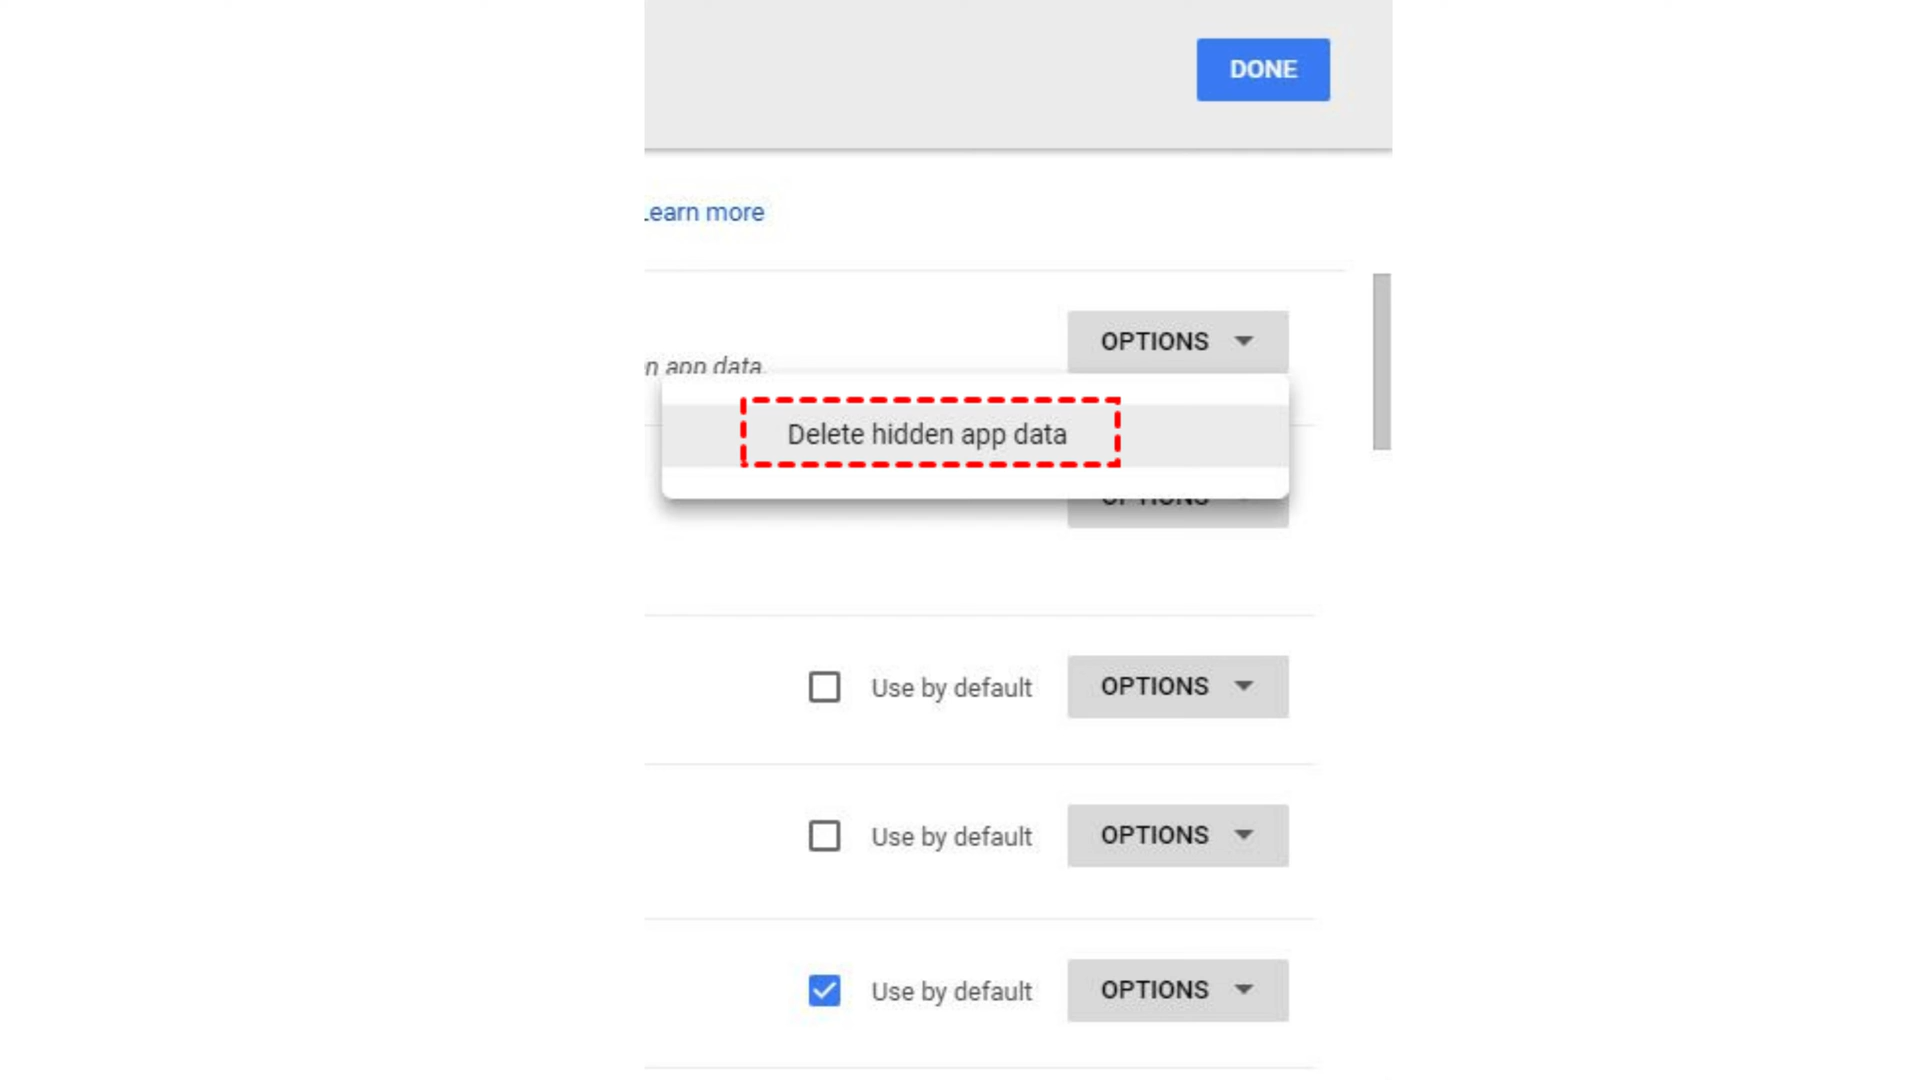 DONE
earn more
OPTIONS
n app data.
Delete hidden app data
OPTIONS
Use by default OPTIONS
Use by default OPTIONS
Use by default OPTIONS